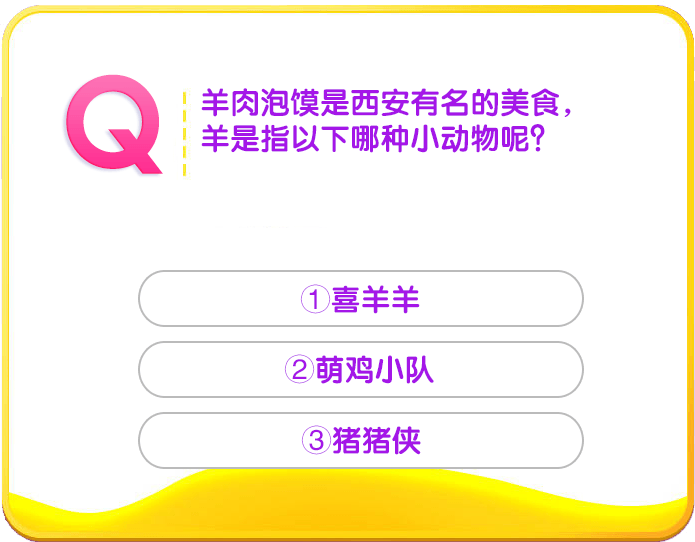 Q
羊肉泡馍是西安有名的美食，
羊是指以下哪种小动物呢？
①喜羊羊
②萌鸡小队
③猪猪侠